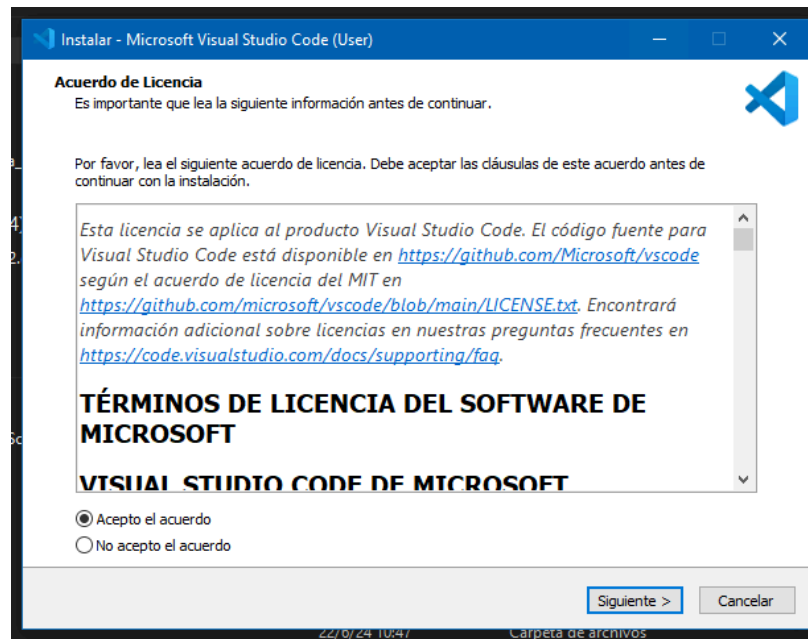 Instalar - Microsoft Visual Studio Code (User)
Acuerdo de Licencia
Es importante que lea la siguiente información antes de continuar.
Por favor, lea el siguiente acuerdo de licencia. Debe aceptar las cláusulas de este acuerdo antes de
continuar con la instalación.
Esta licencia se aplica al producto Visual Studio Code. El código fuente para
Visual Studio Code está disponible en https://github.com/Microsoft/vscode
según el acuerdo de licencia del MIT en
https://github.com/microsoft/vscode/blob/main/LICENSE.txt. Encontrará
información adicional sobre licencias en nuestras preguntas frecuentes en
https://code.visualstudio.com/docs/supporting/faq.
TÉRMINOS DE LICENCIA DEL SOFTWARE DE
MICROSOFT
VISUAL STUDIO CODE DE MICROSOFT
Acepto el acuerdo
No acepto el acuerdo
Siguiente >
Cancelar
22/6/24 10:47 Carpeta de archivos